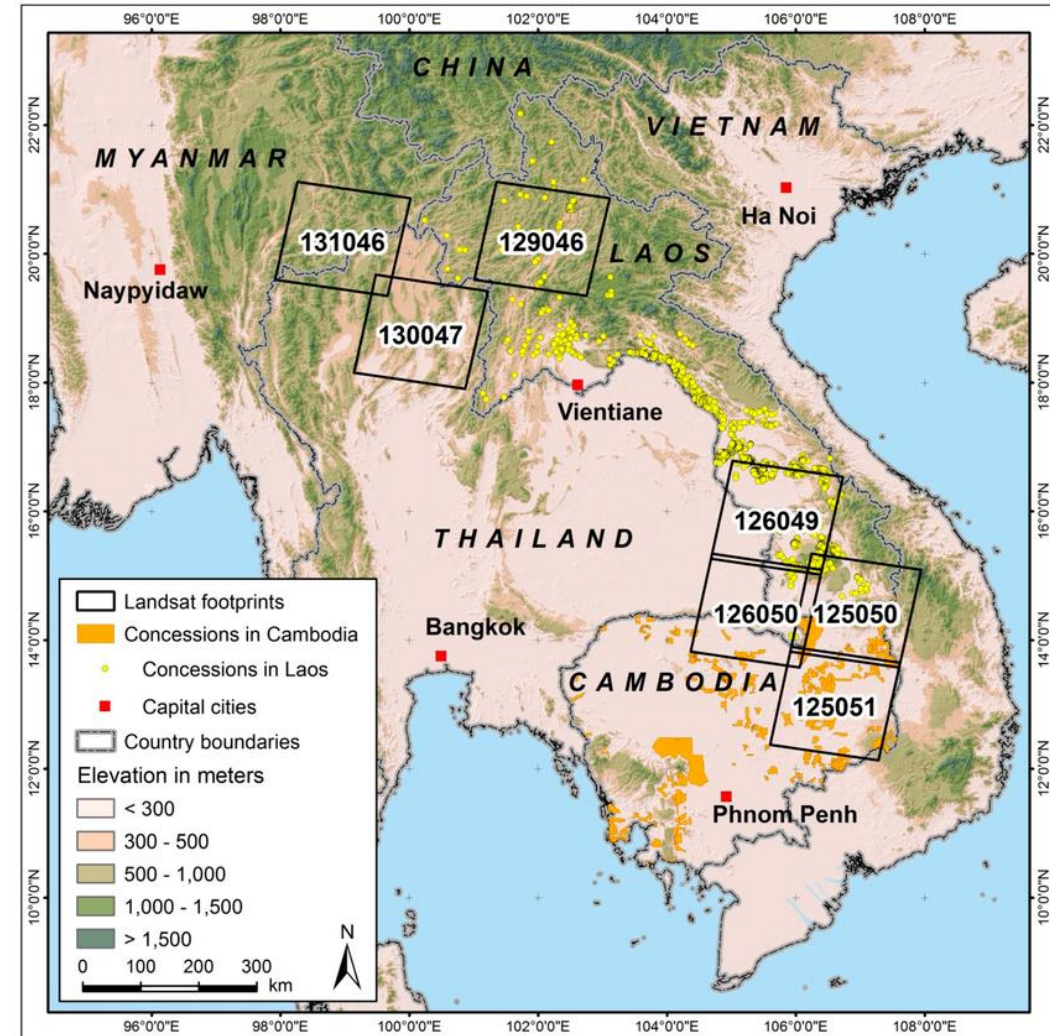 96°0'0"E 98°0'0"E 100°0'0"E 102°0'0"E 104°0'0"E 106°0'0"E 108°0'0"E
CHINA
VIETNAM
MYANMAR
22°0'0"N 22°0'0"N
Ha Noi
131046
129046
LAOS
20°0'0"N 20°0'0"N
Naypyidaw
130047
18°0'0"N 18°0'0"N
Vientiane
16°0'0"N 16°0'0"N
126049
THAILAND
Landsat footprints
Concessions in Cambodia
Concessions in Laos
Capital cities
Country boundaries
Elevation in meters
< 300
300 - 500
500 - 1,000
1,000 - 1,500
> 1,500
0 100 200 300
km
N
126050
125050
Bangkok
14°0'0"N 14°0'0"N
CAMBODIA
125051
12°0'0"N 12°0'0"N
Phnom Penh
10°0'0"N 10°0'0"N
96°0'0"E 98°0'0"E 100°0'0"E 102°0'0"E 104°0'0"E 106°0'0"E 108°0'0"E